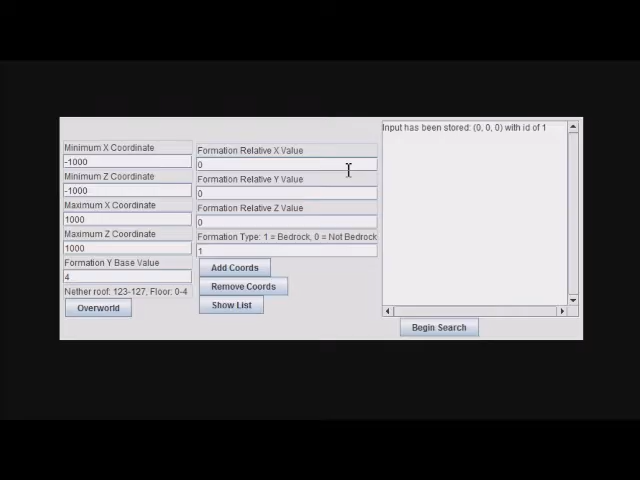 Minimum X Coordinate
-1000
Minimum Z Coordinate
-1000
Maximum X Coordinate
1000
Maximum Z Coordinate
1000
Formation Y Base Value
4
Nether roof: 123-127, Floor: 0-4
Overworld
Formation Relative X Value
0
Formation Relative Y Value
0
Formation Relative Z Value
0
Formation Type: 1 = Bedrock, 0 = Not Bedrock
1
Add Coords
Remove Coords
Show List
Input has been stored: (0, 0, 0) with id of 1
Begin Search